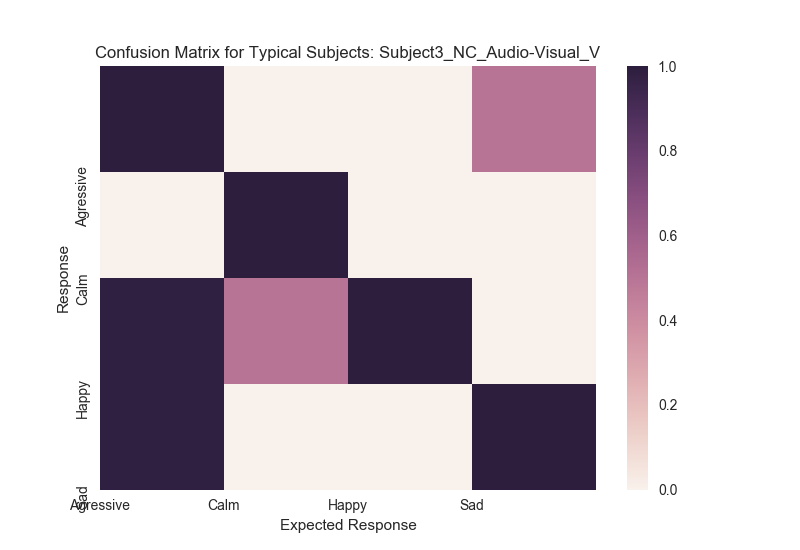 Confusion Matrix for Typical Subjects: Subject3_NC_Audio-Visual_V
Response
Agressive
Calm
Happy
Sad
Agressive Calm Happy Sad
Expected Response
1.0
0.8
0.6
0.4
0.2
0.0